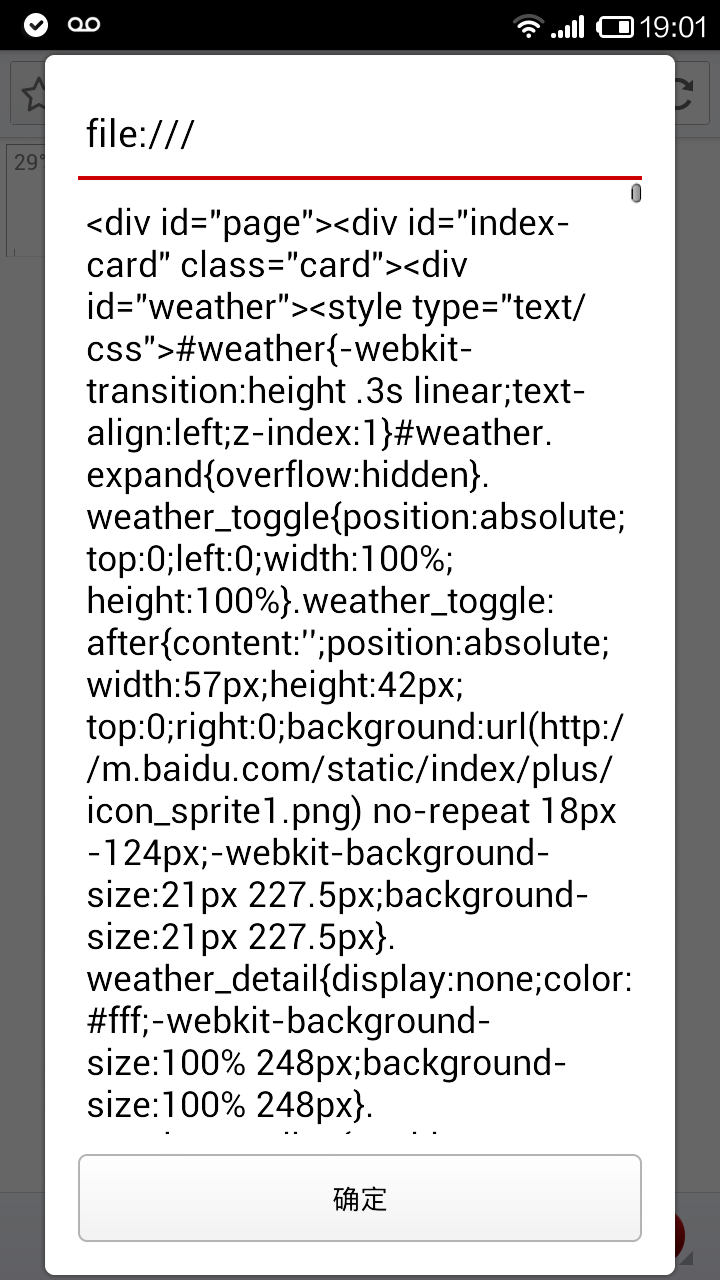 19:01
29°
file:///
<div id="page"><div id="index-
card" class="card"><div
id="weather"><style type="text/
css">#weather{-webkit-
transition:height .3s linear;text-
align:left;z-index:1}#weather.
expand{overflow:hidden}.
weather_toggle{position:absolute;
top:0;left:0;width:100%;
height:100%}.weather_toggle:
after{content:'';position:absolute;
width:57px;height:42px;
top:0;right:0;background:url(http:/
/m.baidu.com/static/index/plus/
icon_sprite1.png) no-repeat 18px
-124px;-webkit-background-
size:21px 227.5px;background-
size:21px 227.5px}.
weather_detail{display:none;color:
#fff;-webkit-background-
size:100% 248px;background-
size:100% 248px}.
确定